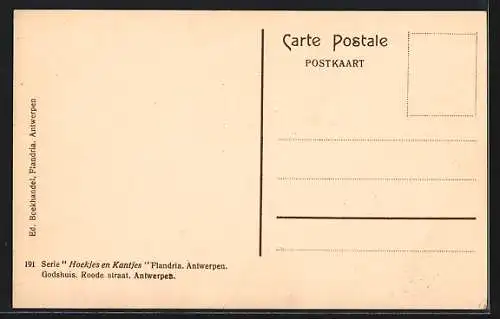 Carte Postale
POSTKAART
Ed. Boekhandel, Flandria. Antwerpen
191 Serie "Hoekjes en Kantjes" Flandria. Antwerpen.
Godshuis. Roode straat. Antwerpen.